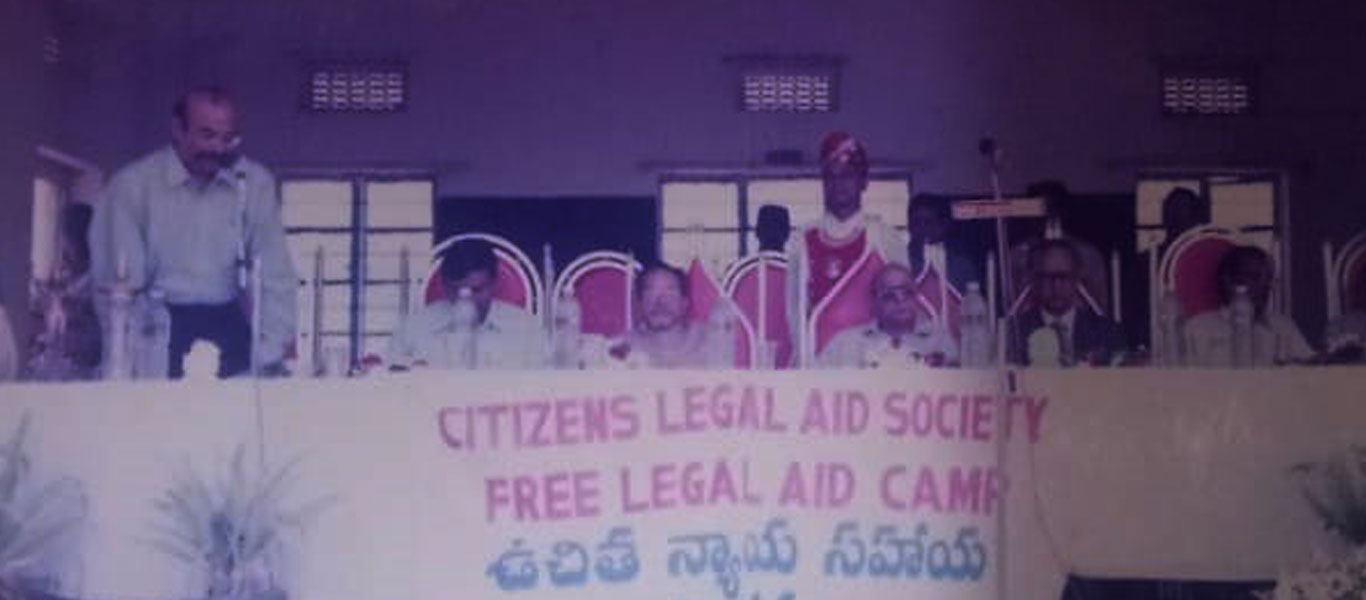 CITIZENS LEGAL AID SOCIETY
FREE LEGAL AID CAMP
ఉచిత న్యాయ సహాయ